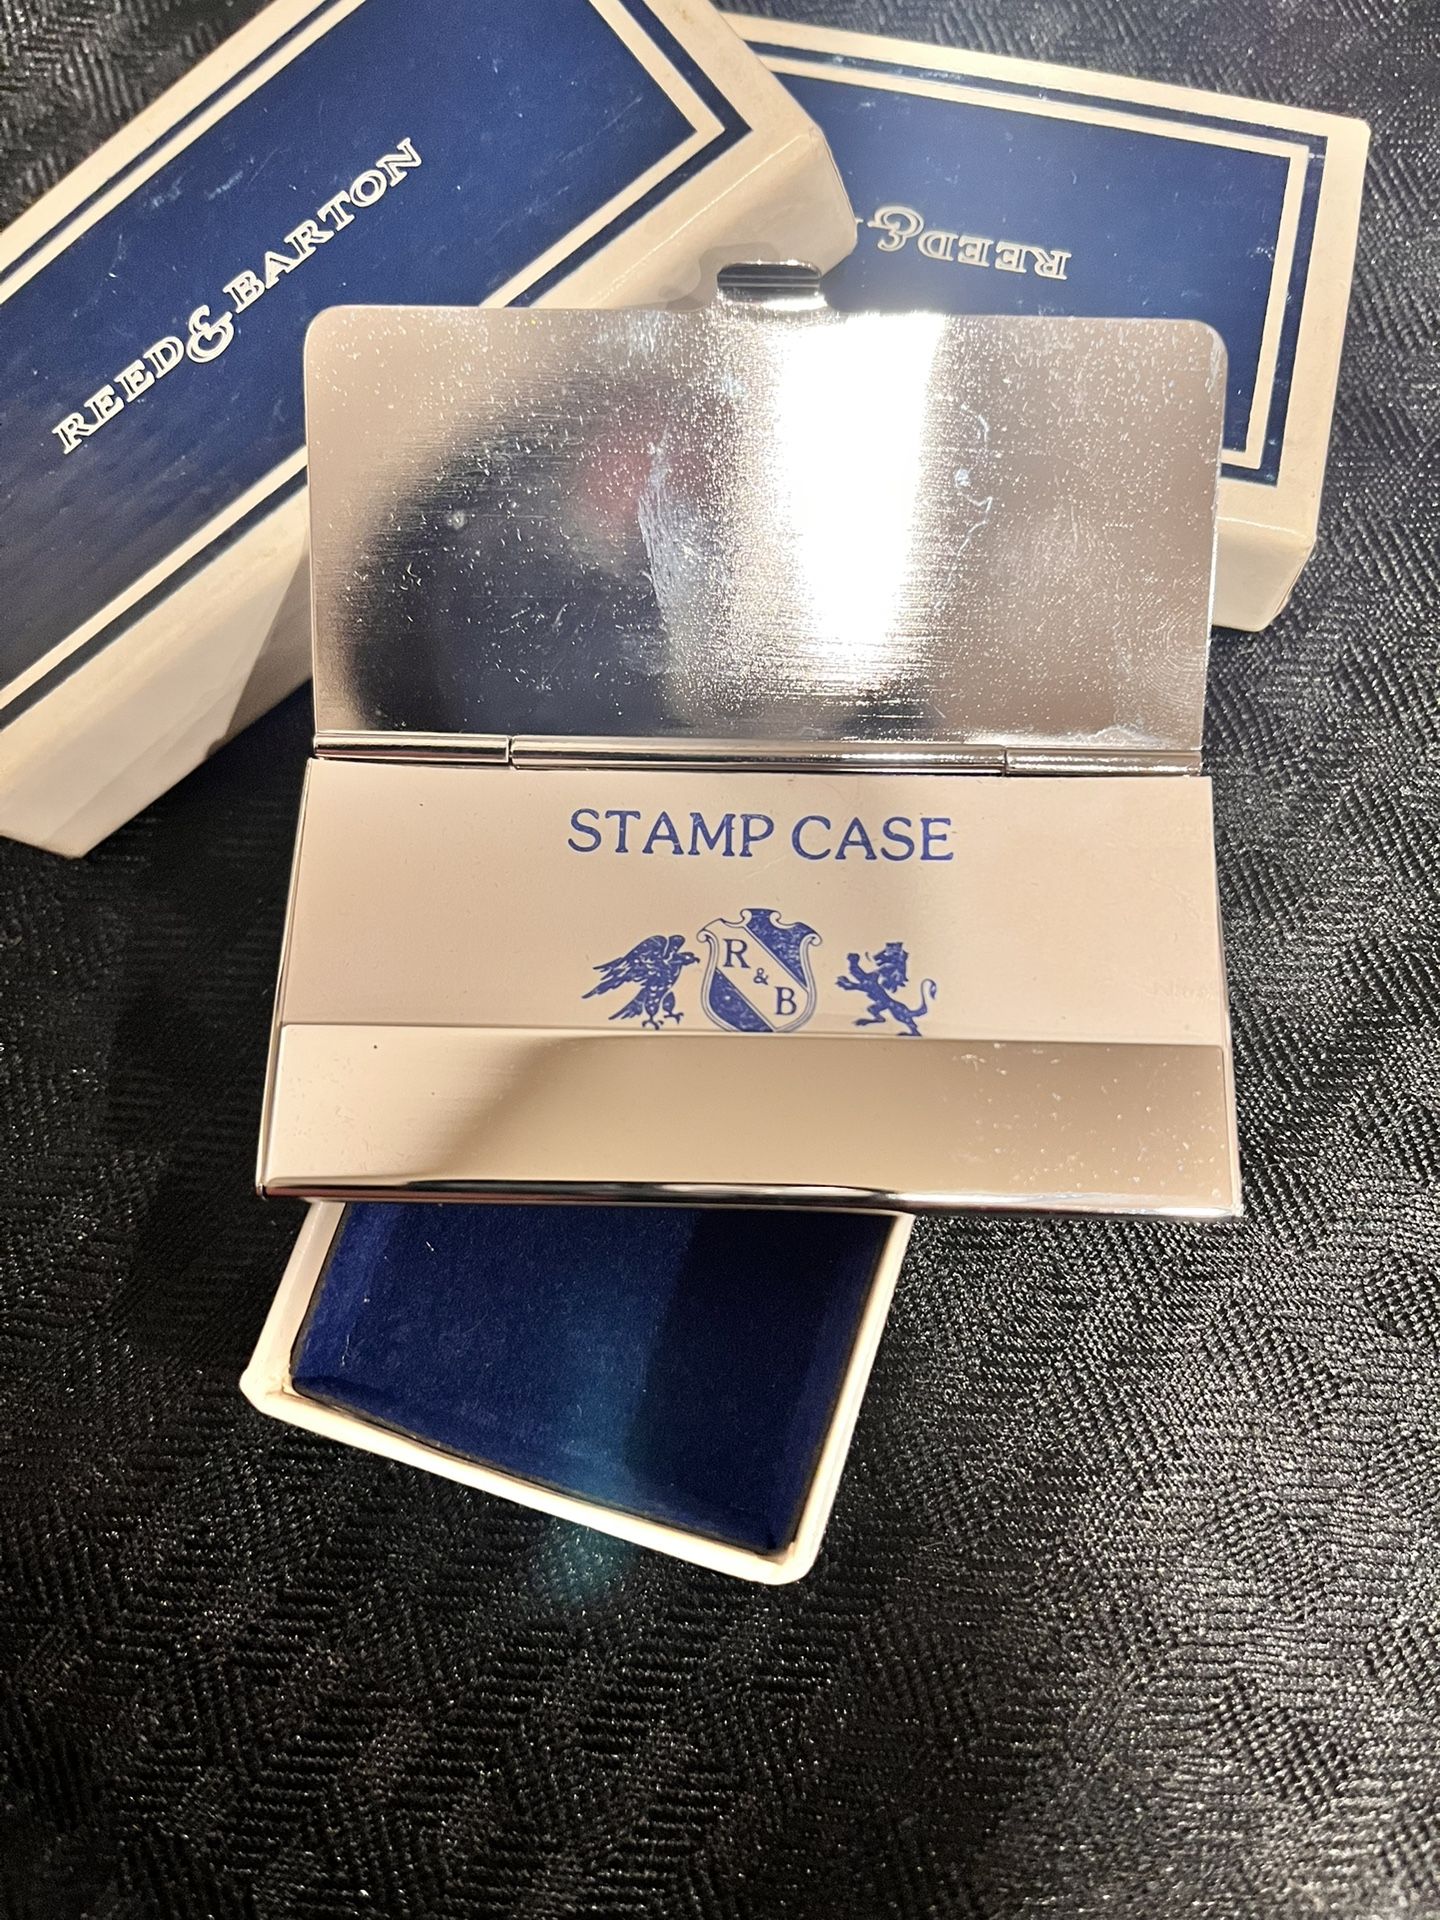 REED & BARTON
REED &
STAMP CASE
R & B